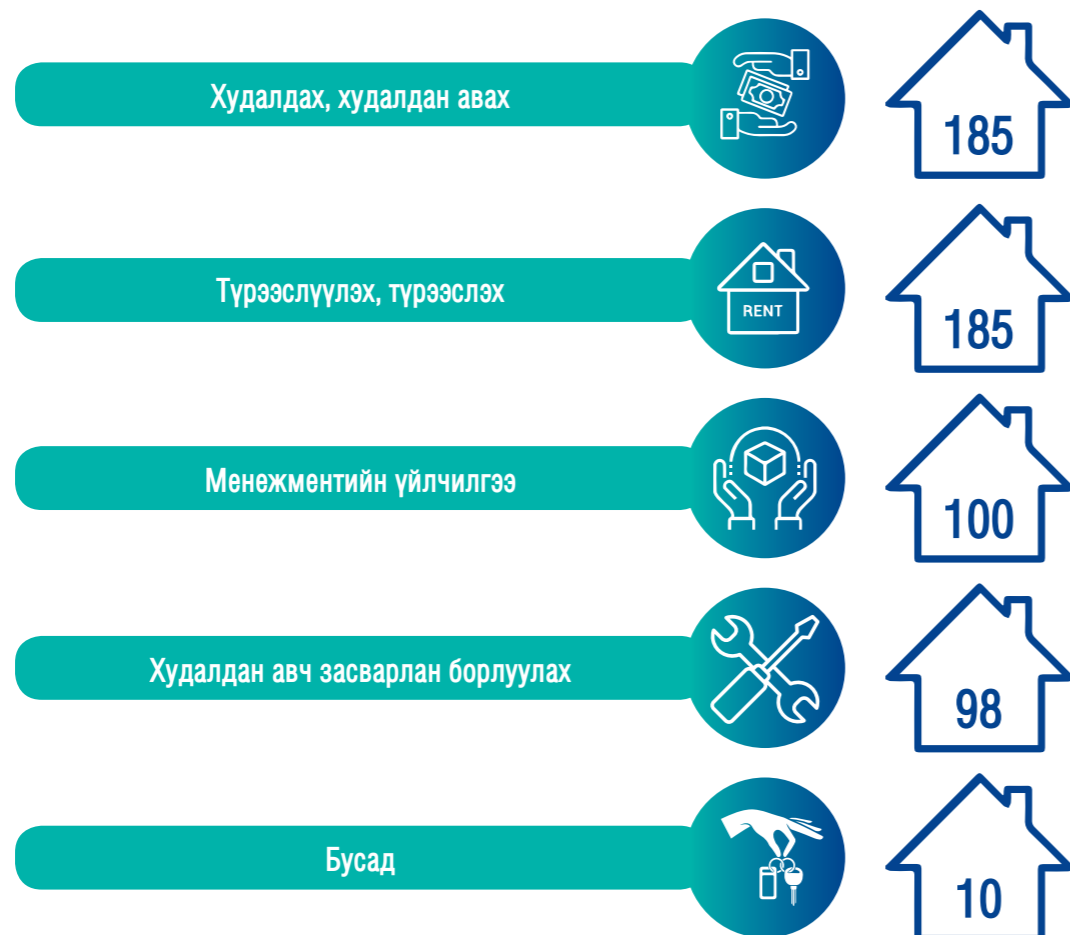 Худалдах, худалдан авах
185
Түрээслүүлэх, түрээслэх
RENT
185
Менежментийн үйлчилгээ
100
Худалдан авч засварлан борлуулах
98
Бусад
10